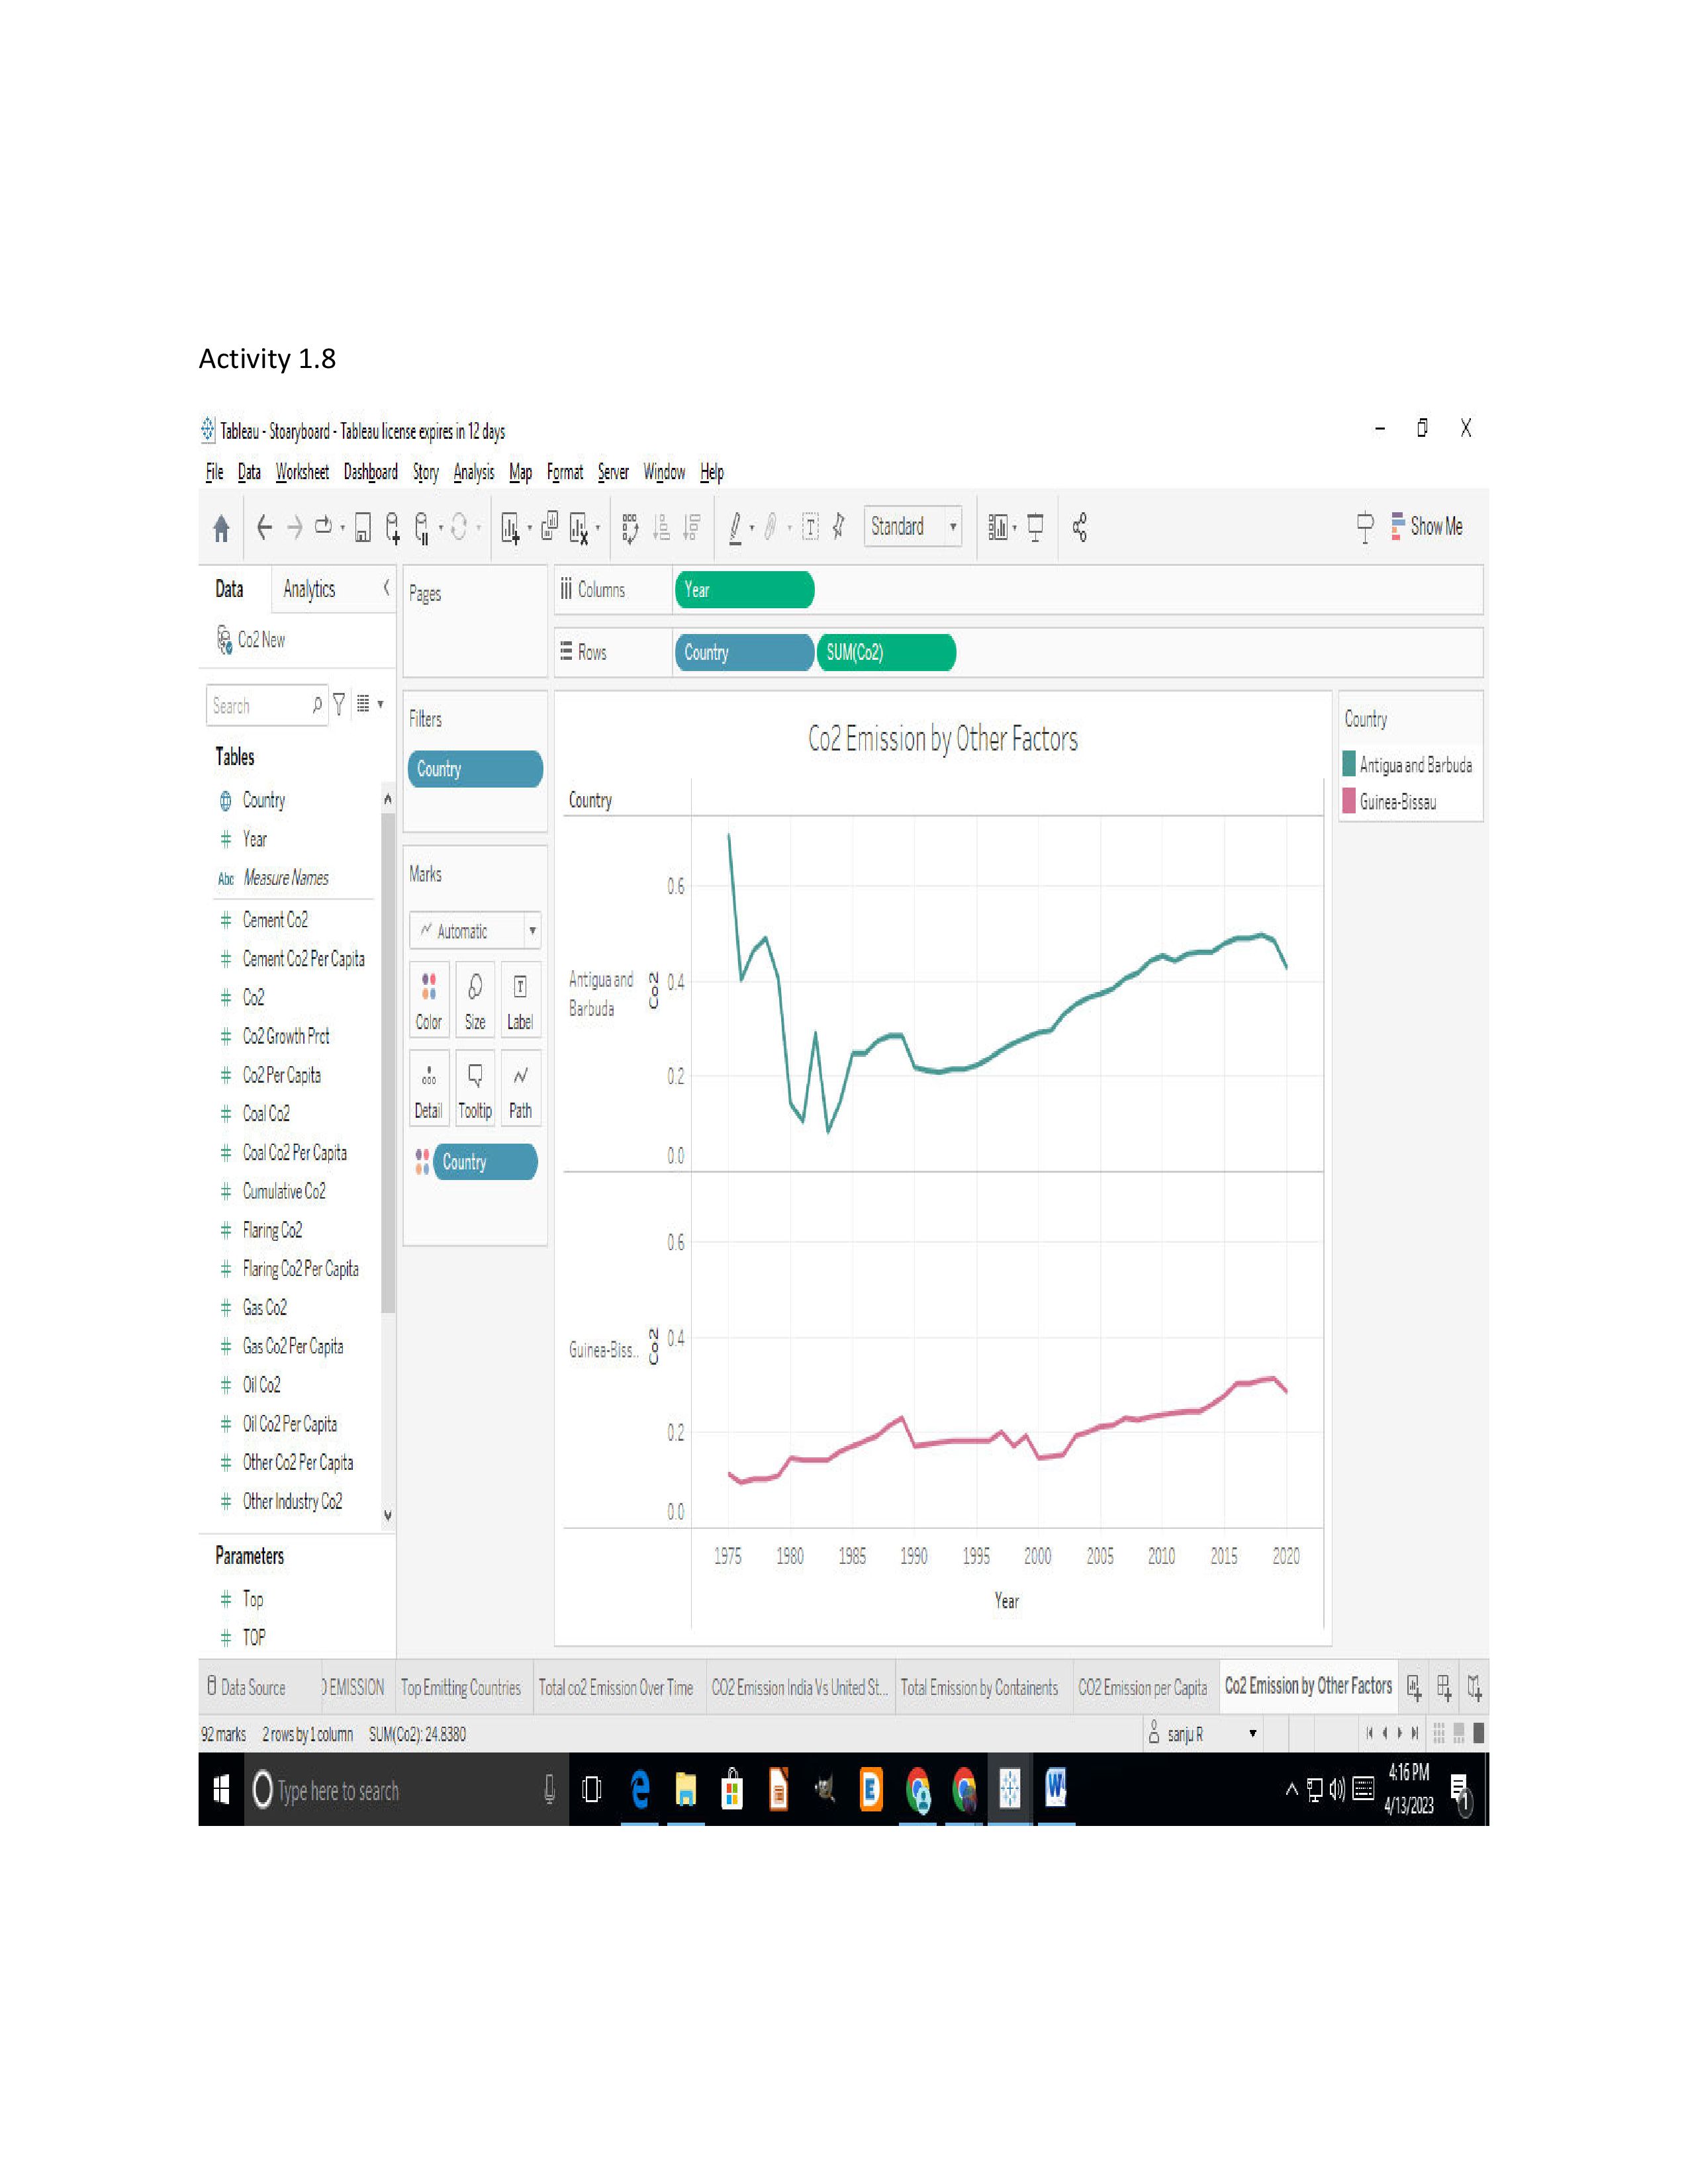 Activity 1.8
Tableau - Stoaryboard - Tableau license expires in 12 days
File Data Worksheet Dashboard Story Analysis Map Format Server Window Help
Standard
Show Me
Data Analytics
Co2 New
Search
Tables
Country
Year
Abc Measure Names
Cement Co2
Cement Co2 Per Capita
Co2
Co2 Growth Prct
Co2 Per Capita
Coal Co2
Coal Co2 Per Capita
Cumulative Co2
Flaring Co2
Flaring Co2 Per Capita
Gas Co2
Gas Co2 Per Capita
Oil Co2
Oil Co2 Per Capita
Other Co2 Per Capita
Other Industry Co2
Parameters
Top
TOP
Pages
Filters
Country
Marks
Automatic
Color Size Label
Detail Tooltip Path
Country
Columns Year
Rows Country SUM(Co2)
Co2 Emission by Other Factors
Country
Antigua and
Barbuda
Co2
0.6
0.4
0.2
0.0
Guinea-Biss..
Co2
0.6
0.4
0.2
0.0
1975 1980 1985 1990 1995 2000 2005 2010 2015 2020
Year
Country
Antigua and Barbuda
Guinea-Bissau
Data Source O EMISSION Top Emitting Countries Total co2 Emission Over Time CO2 Emission India Vs United St... Total Emission by Containents CO2 Emission per Capita Co2 Emission by Other Factors
92 marks 2 rows by 1 column SUM(Co2): 24.8380
sanju R
Type here to search
4:16 PM
4/13/2023
1